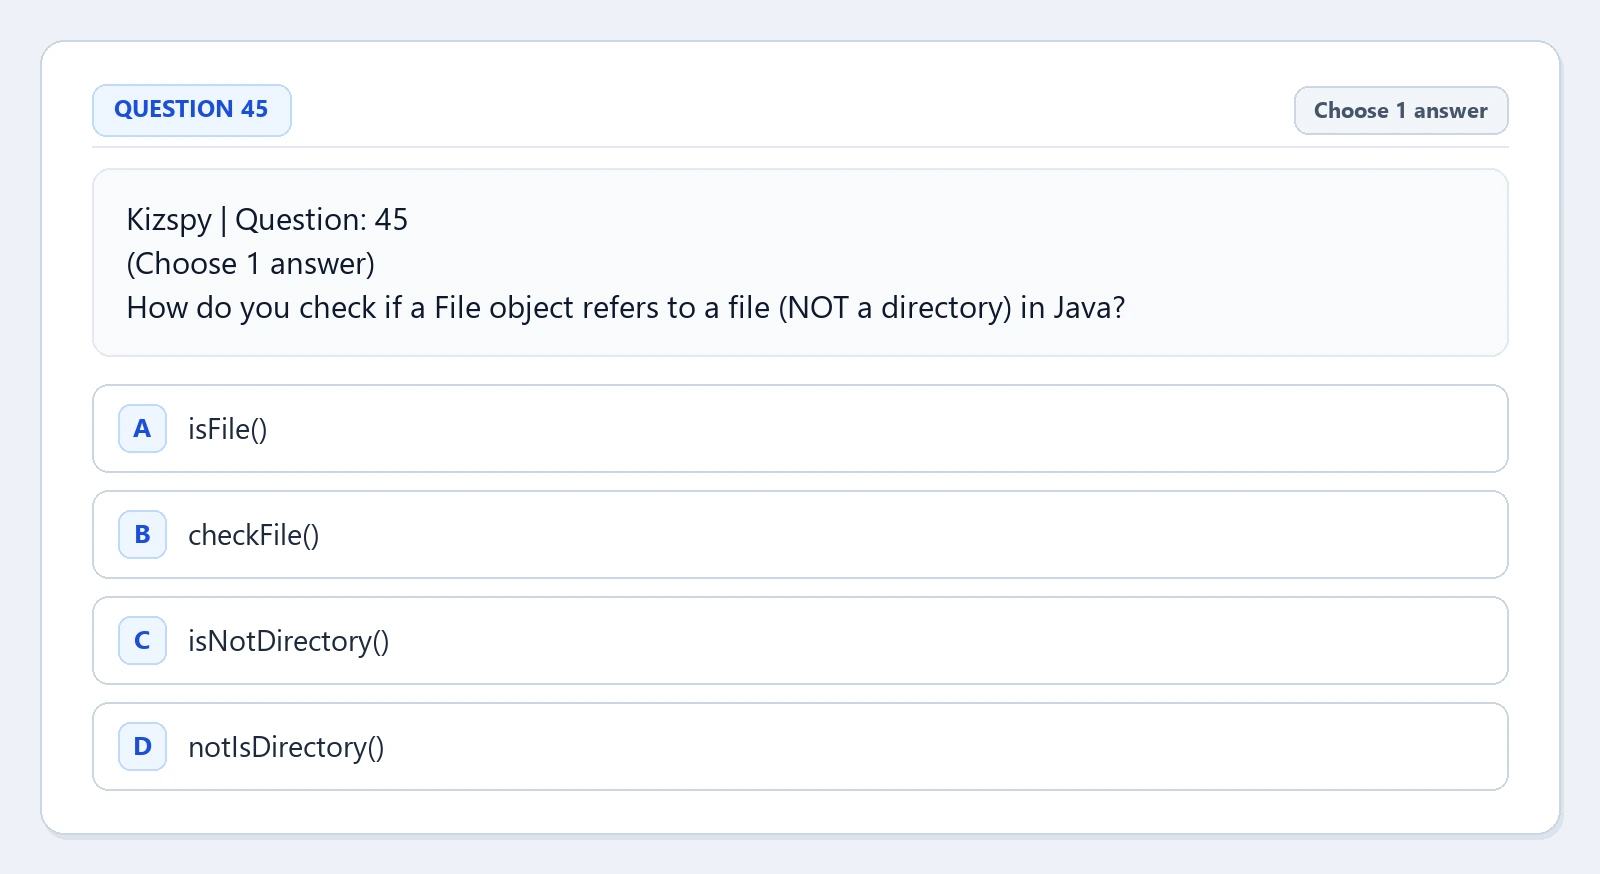 QUESTION 45
Choose 1 answer
Kizspy | Question: 45
(Choose 1 answer)
How do you check if a File object refers to a file (NOT a directory) in Java?
A isFile()
B checkFile()
C isNotDirectory()
D notIsDirectory()